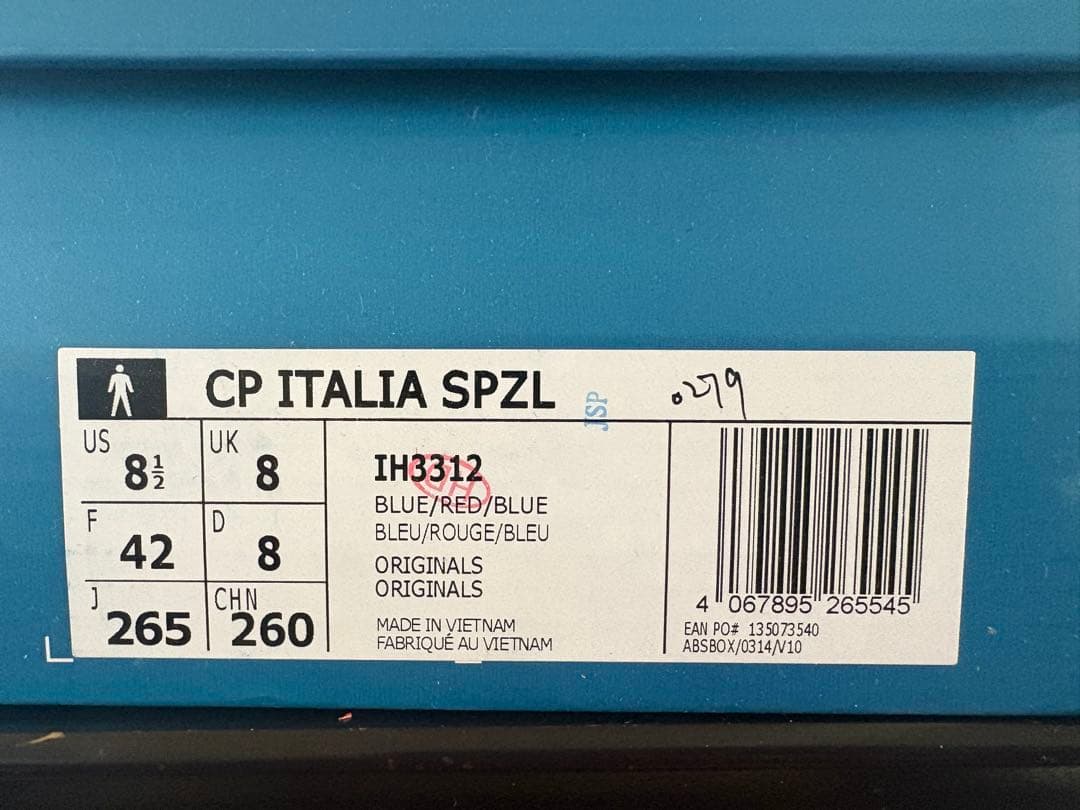 CP ITALIA SPZL
.0279
JSP
US 8½
UK 8
F 42
D 8
J 265
CHN 260
IH3312
HD
BLUE/RED/BLUE
BLEU/ROUGE/BLEU
ORIGINALS
ORIGINALS
MADE IN VIETNAM
FABRIQUÉ AU VIETNAM
4 067895 265545
EAN PO# 135073540
ABSBOX/0314/V10